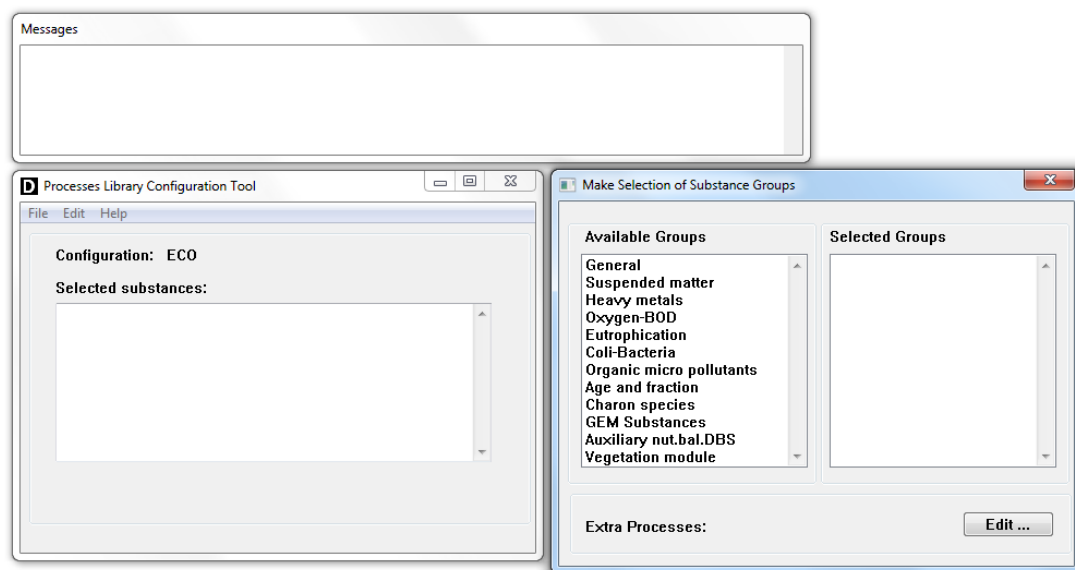 Messages
D Processes Library Configuration Tool
File Edit Help
Configuration: ECO
Selected substances:
Make Selection of Substance Groups
Available Groups
General
Suspended matter
Heavy metals
Oxygen-BOD
Eutrophication
Coli-Bacteria
Organic micro pollutants
Age and fraction
Charon species
GEM Substances
Auxiliary nut.bal.DBS
Vegetation module
Selected Groups
Extra Processes:
Edit ...